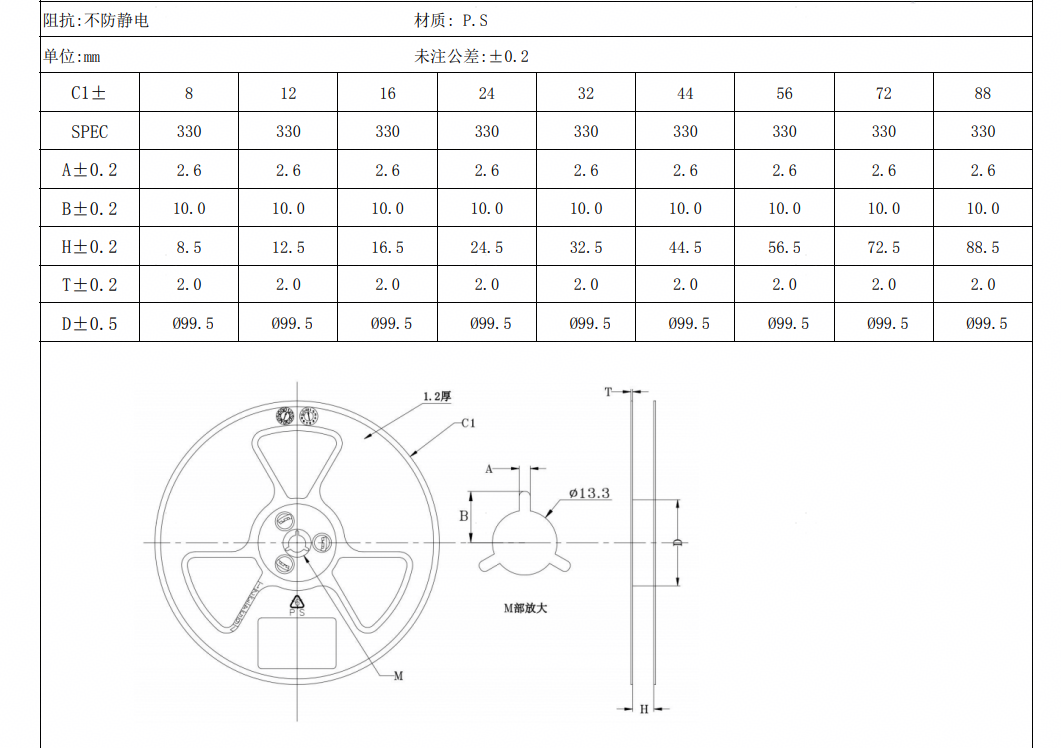 阻抗:不防静电 材质: P.S
单位:mm 未注公差:±0.2
C1± 8 12 16 24 32 44 56 72 88
SPEC 330 330 330 330 330 330 330 330 330
A±0.2 2.6 2.6 2.6 2.6 2.6 2.6 2.6 2.6 2.6
B±0.2 10.0 10.0 10.0 10.0 10.0 10.0 10.0 10.0 10.0
H±0.2 8.5 12.5 16.5 24.5 32.5 44.5 56.5 72.5 88.5
T±0.2 2.0 2.0 2.0 2.0 2.0 2.0 2.0 2.0 2.0
D±0.5 Ø99.5 Ø99.5 Ø99.5 Ø99.5 Ø99.5 Ø99.5 Ø99.5 Ø99.5 Ø99.5
1.2厚
T
C1
A
Ø13.3
B
D
M部放大
P S
M
H